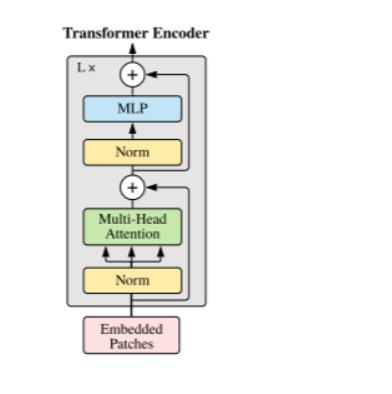 Transformer Encoder
L x
+
MLP
Norm
+
Multi-Head
Attention
Norm
Embedded
Patches